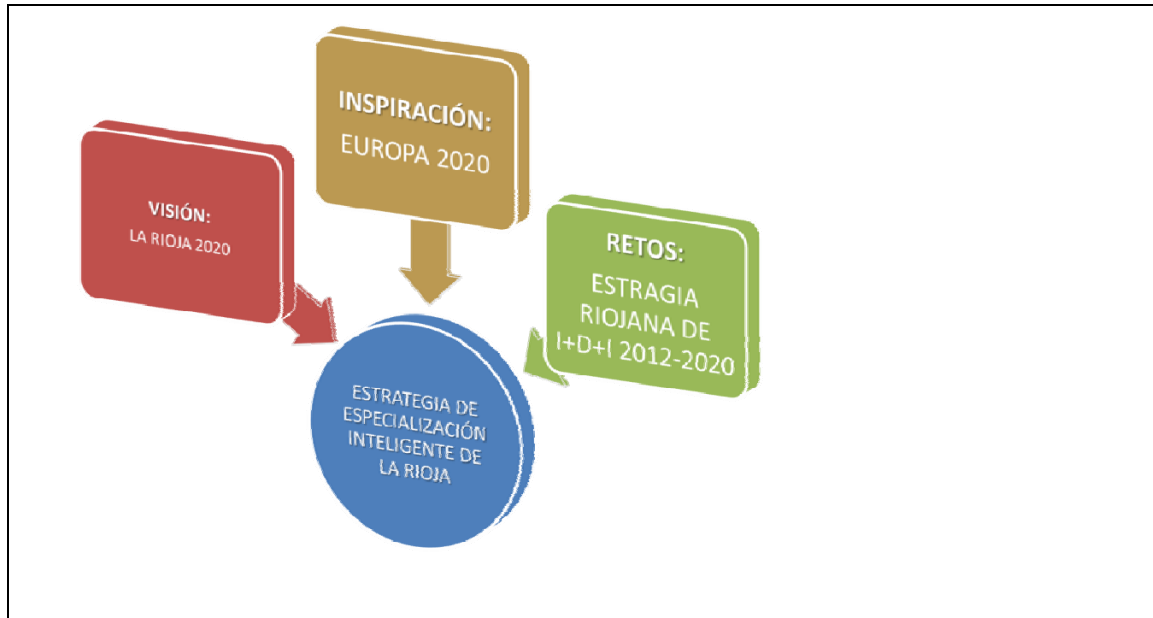 INSPIRACIÓN:
EUROPA 2020
VISIÓN:
LA RIOJA 2020
RETOS:
ESTRAGIA
RIOJANA DE
I+D+I 2012-2020
ESTRATEGIA DE
ESPECIALIZACIÓN
INTELIGENTE DE
LA RIOJA